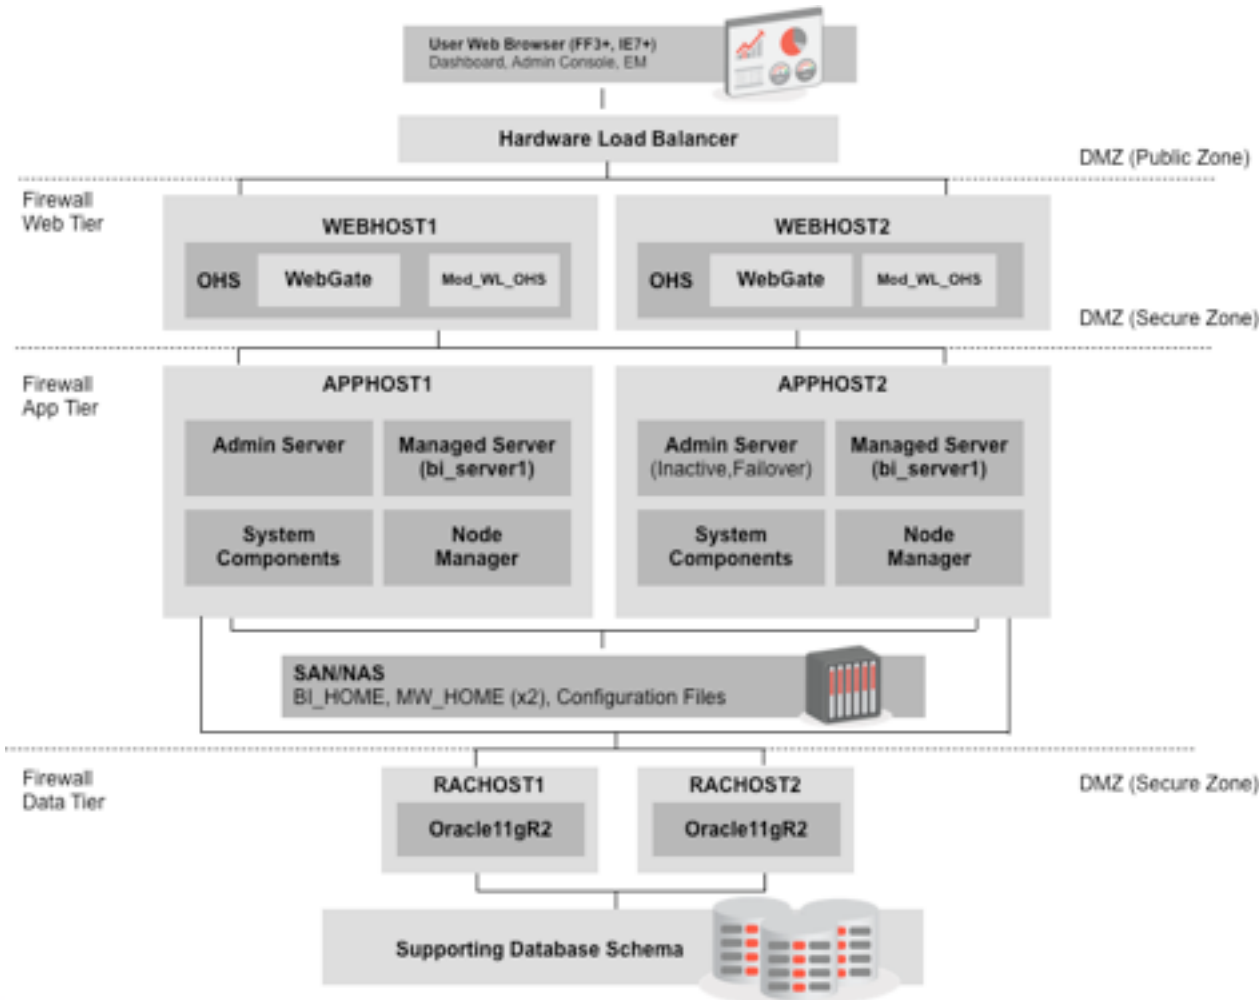 User Web Browser (FF3+, IE7+)
Dashboard, Admin Console, EM
Hardware Load Balancer
DMZ (Public Zone)
Firewall
Web Tier
WEBHOST1
OHS
WebGate
Mod_WL_OHS
WEBHOST2
OHS
WebGate
Mod_WL_OHS
DMZ (Secure Zone)
Firewall
App Tier
APPHOST1
Admin Server
Managed Server
(bi_server1)
System
Components
Node
Manager
APPHOST2
Admin Server
(Inactive,Failover)
Managed Server
(bi_server1)
System
Components
Node
Manager
SAN/NAS
BI_HOME, MW_HOME (x2), Configuration Files
Firewall
Data Tier
RACHOST1
Oracle11gR2
RACHOST2
Oracle11gR2
DMZ (Secure Zone)
Supporting Database Schema